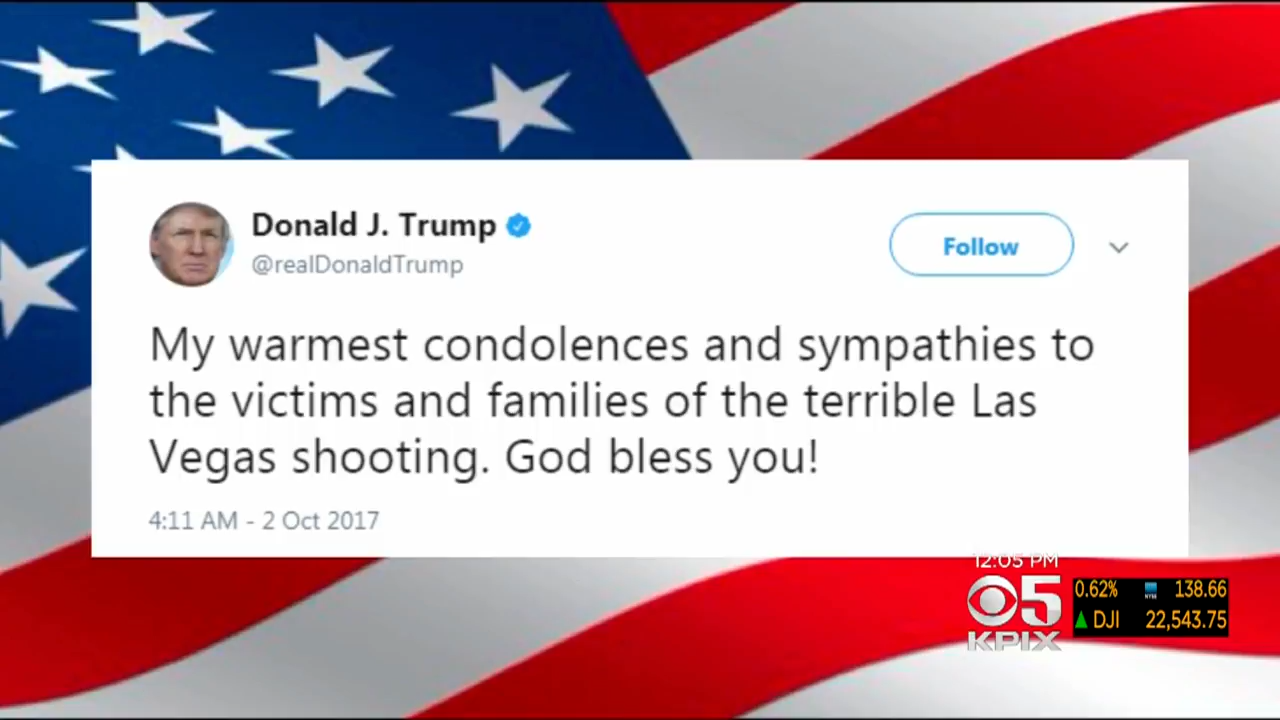 Donald J. Trump
@realDonaldTrump
Follow
My warmest condolences and sympathies to
the victims and families of the terrible Las
Vegas shooting. God bless you!
4:11 AM - 2 Oct 2017
12:05 PM
5
KPIX
0.62% NYSE 138.66
DJI 22,543.75